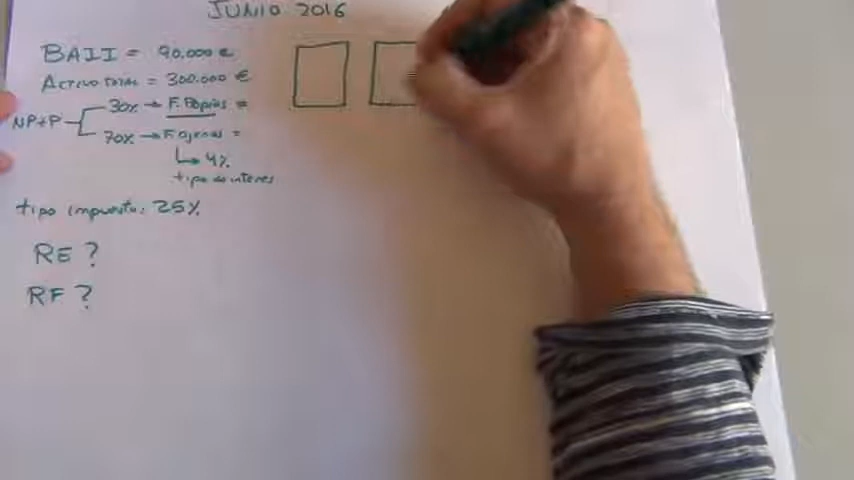 JUNIO 2016
BAII = 90.000 €
ACTIVO TOTAL = 300.000 €
30% → F. Propios =
NP+P
70% → F. ajenos =
↳ 4%
tipo de interes
tipo impuesto: 25%
RE ?
RF ?